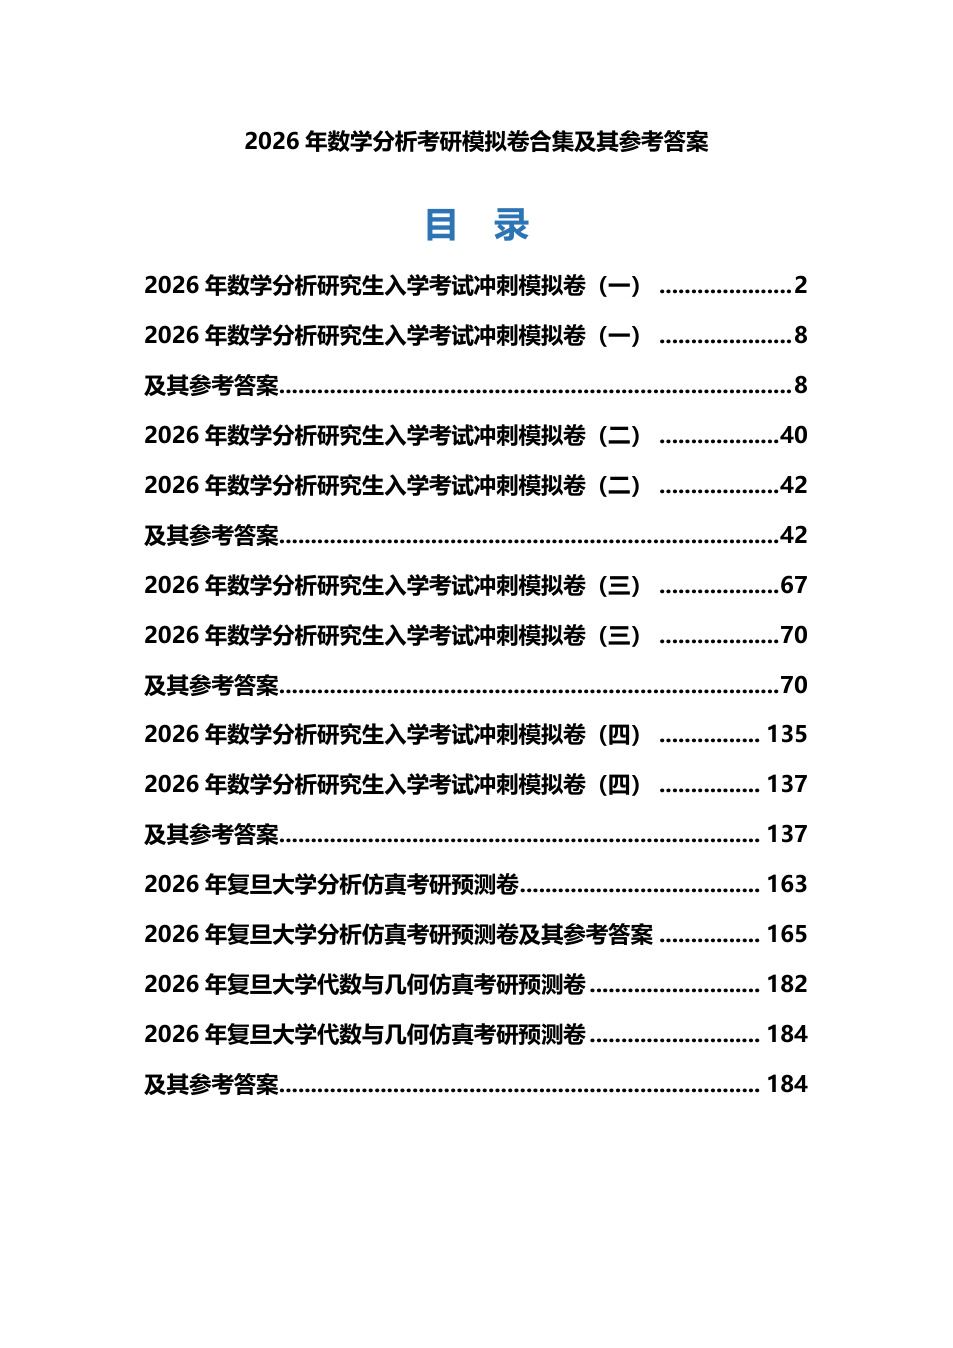 2026 年数学分析考研模拟卷合集及其参考答案
目 录
2026 年数学分析研究生入学考试冲刺模拟卷（一） .....................2
2026 年数学分析研究生入学考试冲刺模拟卷（一） .....................8
及其参考答案.................................................................................8
2026 年数学分析研究生入学考试冲刺模拟卷（二） ...................40
2026 年数学分析研究生入学考试冲刺模拟卷（二） ...................42
及其参考答案...............................................................................42
2026 年数学分析研究生入学考试冲刺模拟卷（三） ...................67
2026 年数学分析研究生入学考试冲刺模拟卷（三） ...................70
及其参考答案...............................................................................70
2026 年数学分析研究生入学考试冲刺模拟卷（四） ................ 135
2026 年数学分析研究生入学考试冲刺模拟卷（四） ................ 137
及其参考答案............................................................................ 137
2026 年复旦大学分析仿真考研预测卷...................................... 163
2026 年复旦大学分析仿真考研预测卷及其参考答案 ................ 165
2026 年复旦大学代数与几何仿真考研预测卷 ........................... 182
2026 年复旦大学代数与几何仿真考研预测卷 ........................... 184
及其参考答案............................................................................ 184